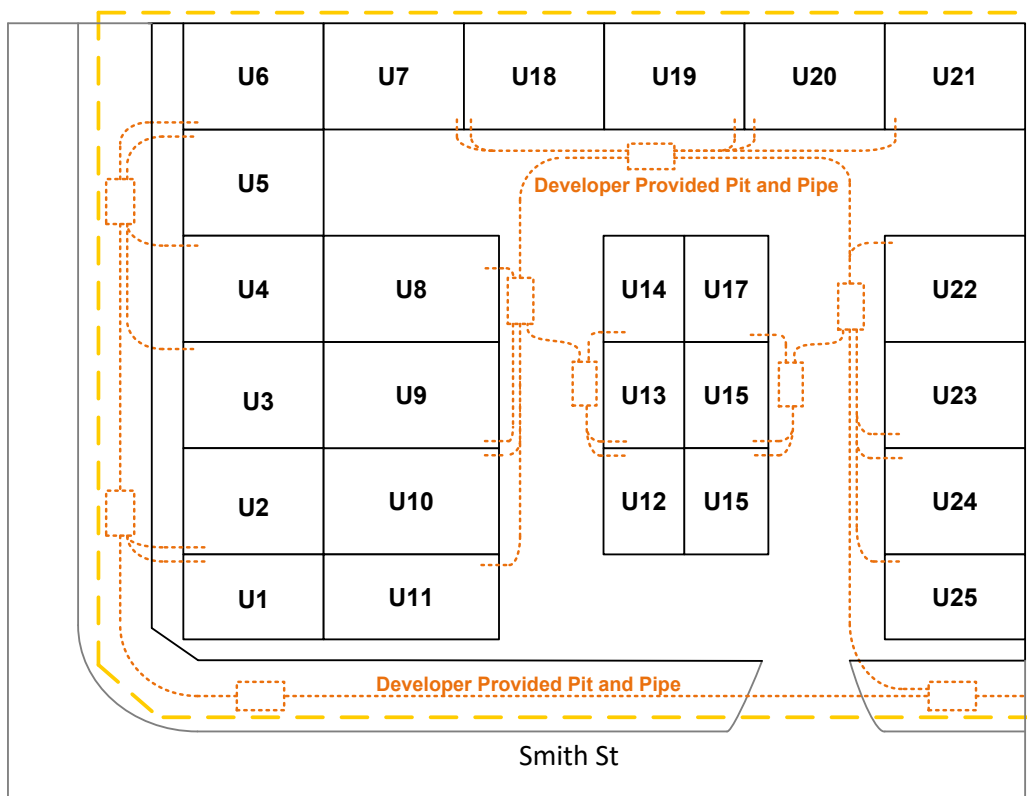 U6 U7 U18 U19 U20 U21
U5
Developer Provided Pit and Pipe
U4 U8 U14 U17 U22
U3 U9 U13 U15 U23
U2 U10 U12 U15 U24
U1 U11 U25
Developer Provided Pit and Pipe
Smith St